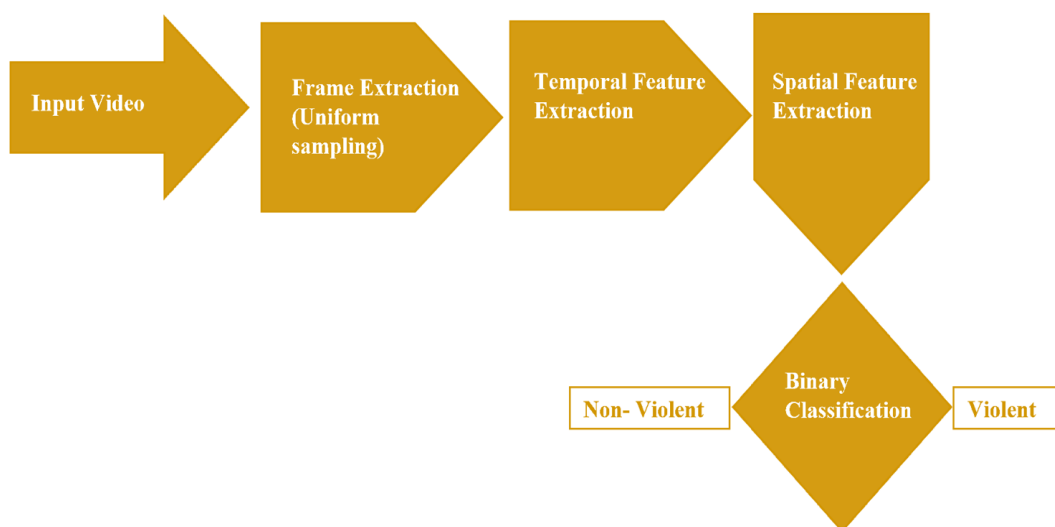 Input Video
Frame Extraction
(Uniform
sampling)
Temporal Feature
Extraction
Spatial Feature
Extraction
Binary
Classification
Non- Violent
Violent